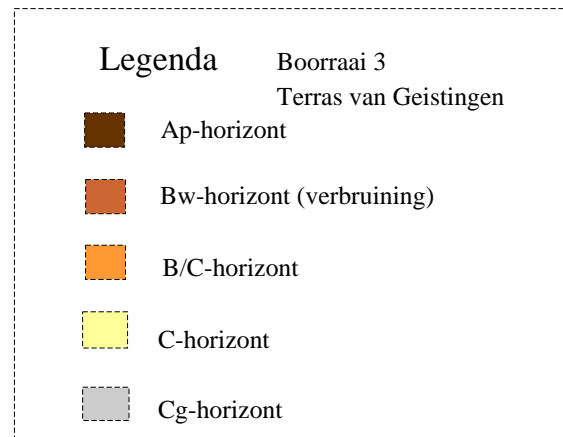 Legenda
Boorraai 3
Terras van Geistingen
Ap-horizont
Bw-horizont (verbruining)
B/C-horizont
C-horizont
Cg-horizont